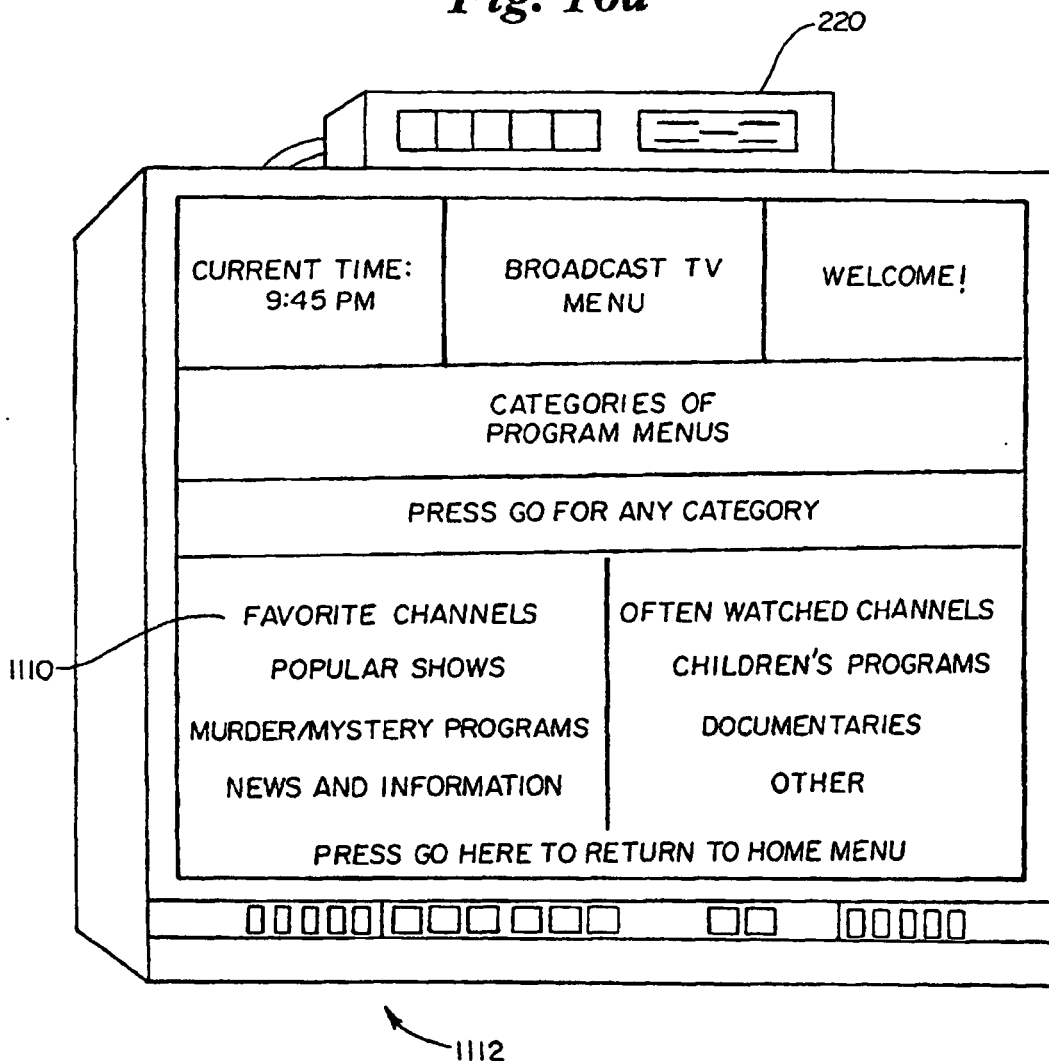 Fig. 16a
220
CURRENT TIME:
9:45 PM
BROADCAST TV
MENU
WELCOME!
CATEGORIES OF
PROGRAM MENUS
PRESS GO FOR ANY CATEGORY
1110
FAVORITE CHANNELS
OFTEN WATCHED CHANNELS
POPULAR SHOWS
CHILDREN'S PROGRAMS
MURDER/MYSTERY PROGRAMS
DOCUMENTARIES
NEWS AND INFORMATION
OTHER
PRESS GO HERE TO RETURN TO HOME MENU
1112